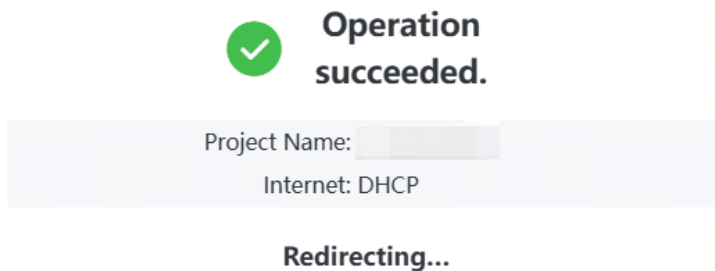 Operation
succeeded.
Project Name:
Internet: DHCP
Redirecting...